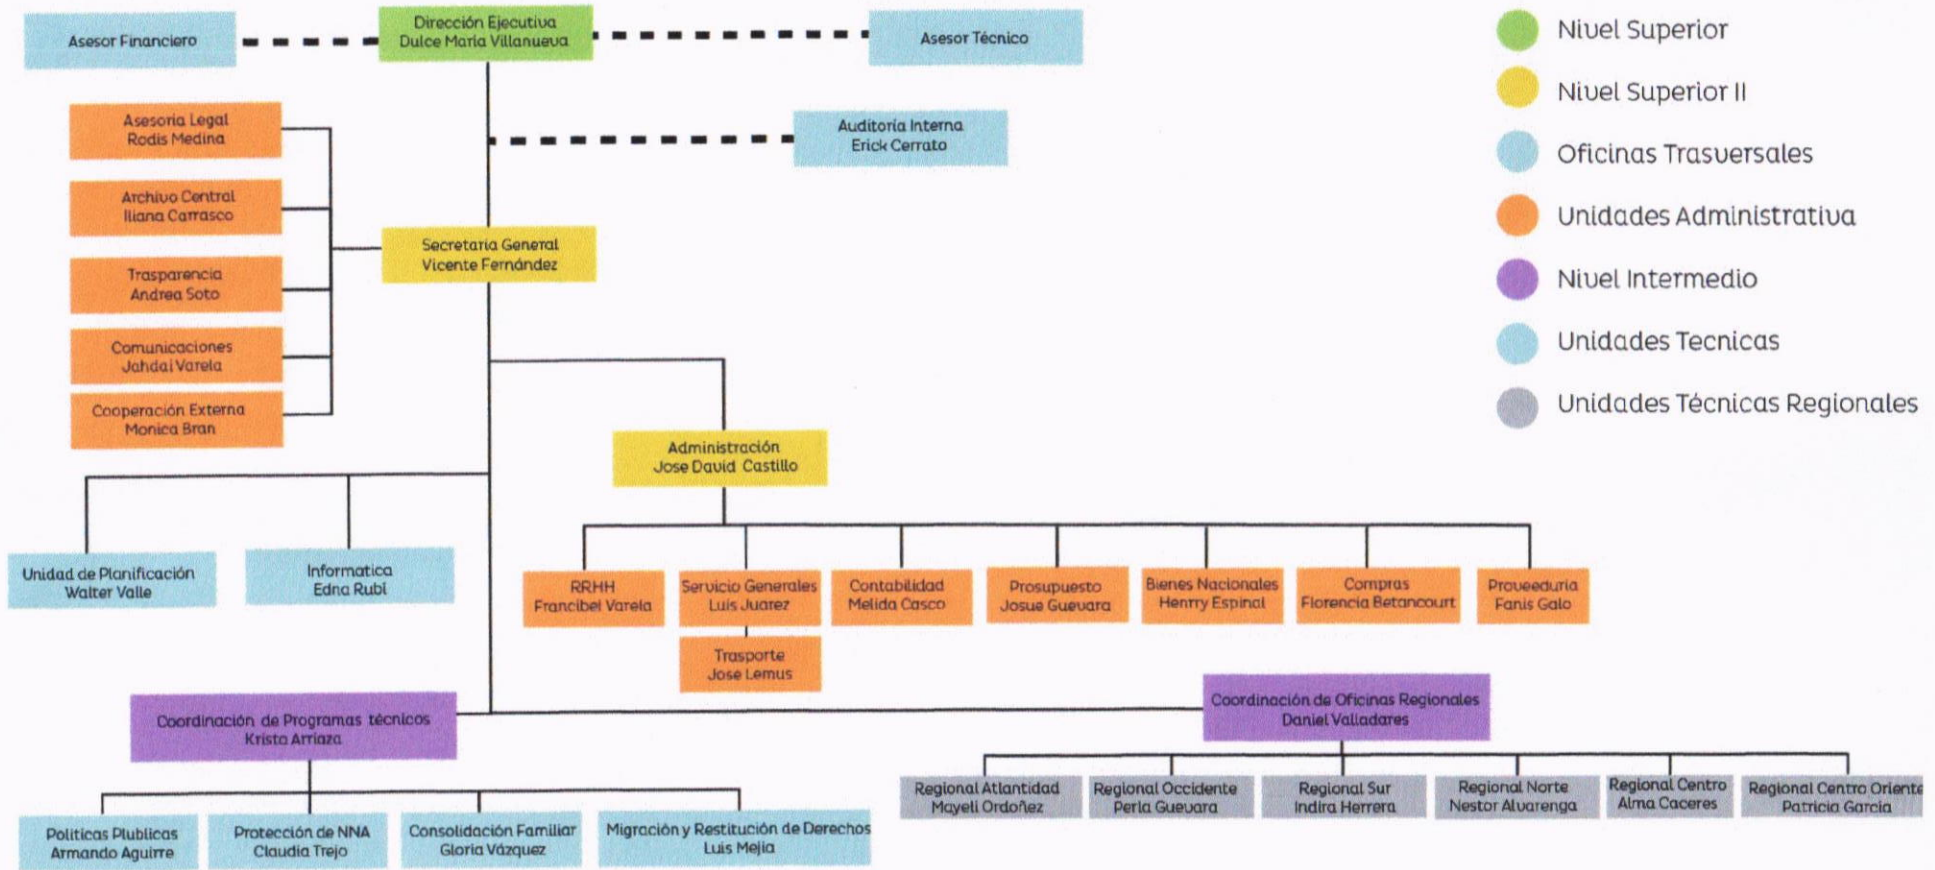 Asesor Financiero
Dirección Ejecutiva
Dulce María Villanueva
Asesor Técnico
Auditoría Interna
Erick Cerrato
Asesoria Legal
Rodis Medina
Archivo Central
Iliana Carrasco
Trasparencia
Andrea Soto
Comunicaciones
Jahdai Varela
Cooperación Externa
Monica Bran
Secretaria General
Vicente Fernández
Administración
Jose David Castillo
Unidad de Planificación
Walter Valle
Informatica
Edna Rubí
RRHH
Francibel Varela
Servicio Generales
Luis Juarez
Trasporte
Jose Lemus
Contabilidad
Melida Casco
Prosupuesto
Josue Guevara
Bienes Nacionales
Henrry Espinal
Compras
Florencia Betancourt
Proveeduria
Fanis Galo
Coordinación de Programas técnicos
Krista Arriaza
Coordinación de Oficinas Regionales
Daniel Valladares
Politicas Plublicas
Armando Aguirre
Protección de NNA
Claudia Trejo
Consolidación Familiar
Gloria Vázquez
Migración y Restitución de Derechos
Luis Mejia
Regional Atlantidad
Mayeli Ordoñez
Regional Occidente
Perla Guevara
Regional Sur
Indira Herrera
Regional Norte
Nestor Alvarenga
Regional Centro
Alma Caceres
Regional Centro Oriente
Patricia Garcia
Nivel Superior
Nivel Superior II
Oficinas Trasversales
Unidades Administrativa
Nivel Intermedio
Unidades Tecnicas
Unidades Técnicas Regionales